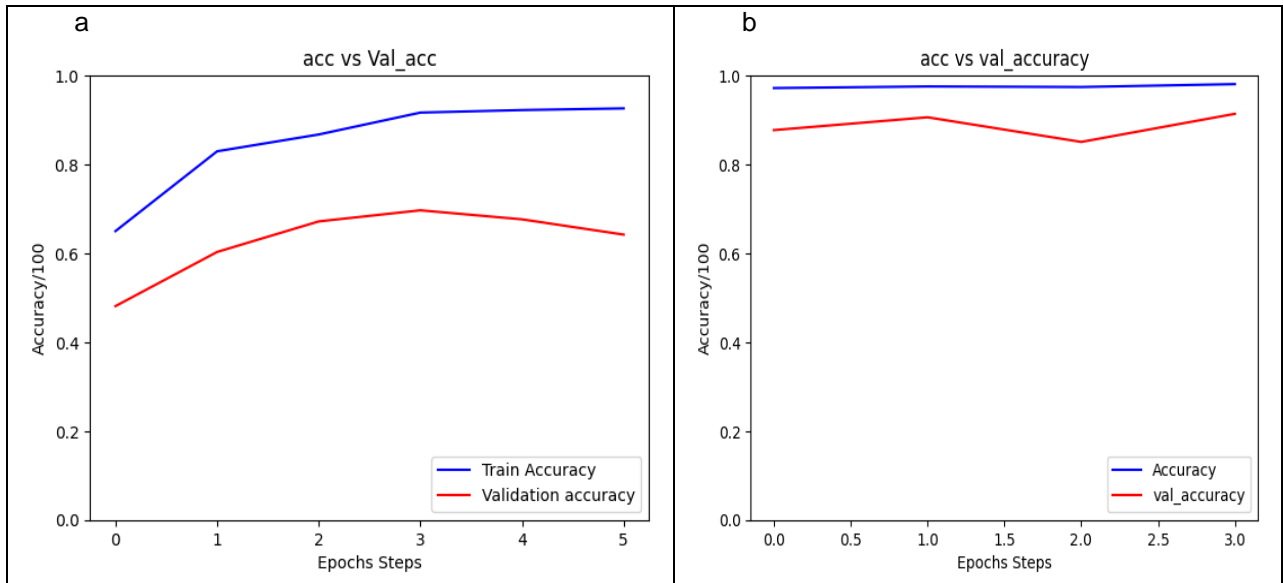 a
acc vs Val_acc
1.0
0.8
0.6
0.4
0.2
0.0
Accuracy/100
Train Accuracy
Validation accuracy
0 1 2 3 4 5
Epochs Steps
b
acc vs val_accuracy
1.0
0.8
0.6
0.4
0.2
0.0
Accuracy/100
Accuracy
val_accuracy
0.0 0.5 1.0 1.5 2.0 2.5 3.0
Epochs Steps